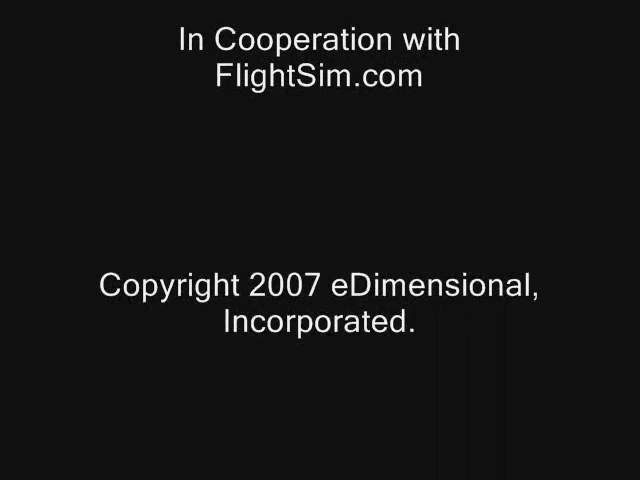 In Cooperation with
FlightSim.com
Copyright 2007 eDimensional,
Incorporated.